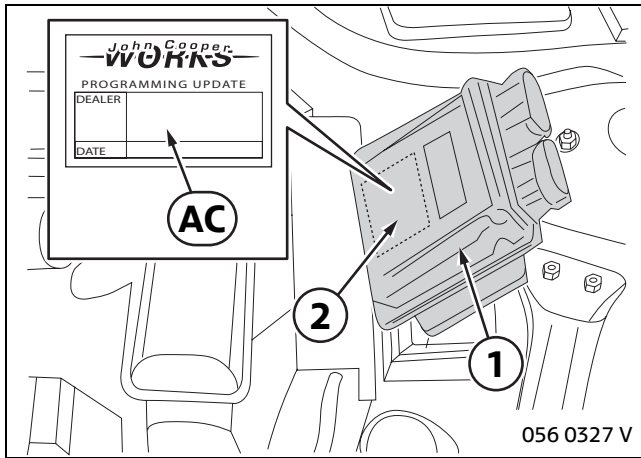 John Cooper
WORKS
PROGRAMMING UPDATE
DEALER
DATE
AC
2
1
056 0327 V